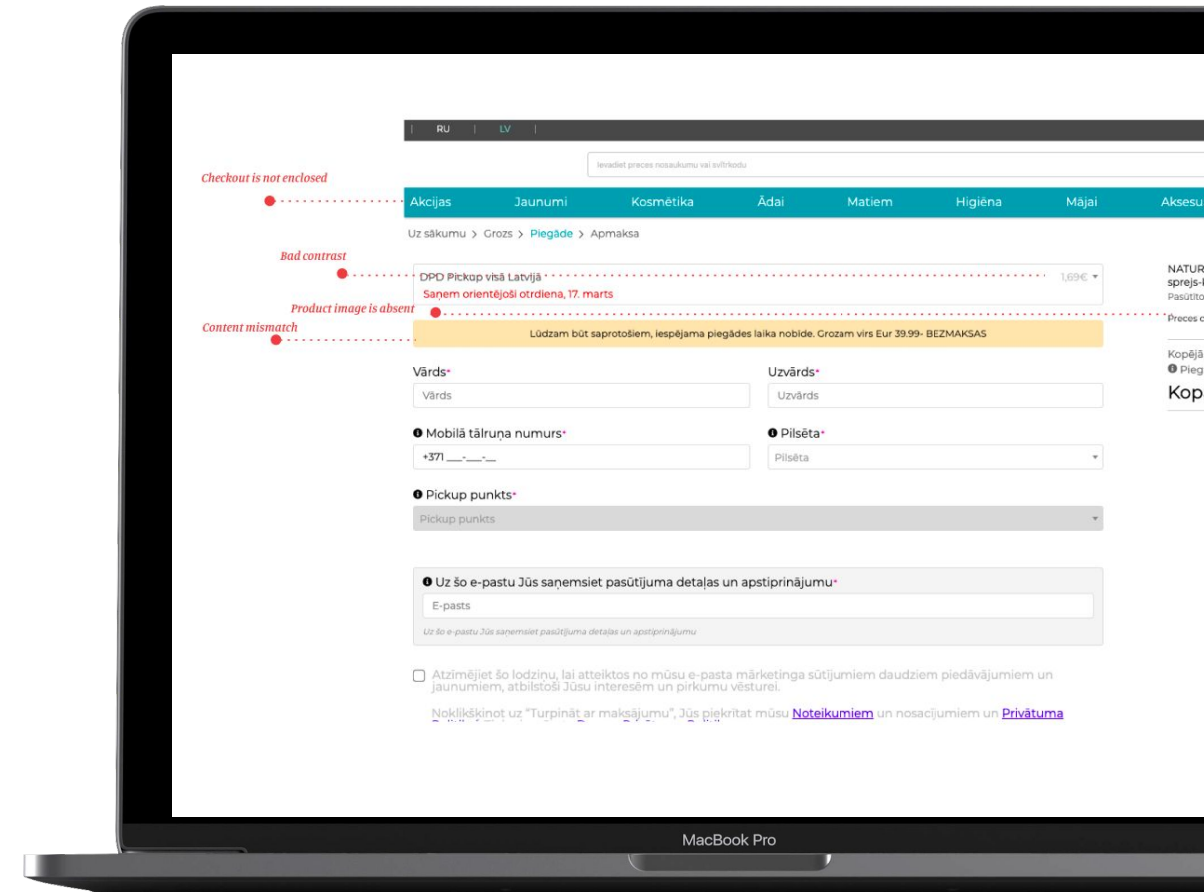 RU | LV
Ievadiet preces nosaukumu vai svītrkodu
Checkout is not enclosed
Akcijas Jaunumi Kosmētika Ādai Matiem Higiēna Mājai Aksesu
Uz sākumu > Grozs > Piegāde > Apmaksa
Bad contrast
DPD Pickup visā Latvijā 1,69€
Saņem orientējoši otrdiena, 17. marts
NATUR
sprejs-
Pasūtīto
Product image is absent
Preces
Content mismatch
Lūdzam būt saprotošiem, iespējama piegādes laika nobīde. Grozam virs Eur 39.99- BEZMAKSAS
Kopējā
Pieg
Kop
Vārds* Uzvārds*
Vārds Uzvārds
Mobilā tālruņa numurs* Pilsēta*
+371 ___-___-__ Pilsēta
Pickup punkts*
Pickup punkts
Uz šo e-pastu Jūs saņemsiet pasūtījuma detaļas un apstiprinājumu*
E-pasts
Uz šo e-pastu Jūs saņemsiet pasūtījuma detaļas un apstiprinājumu
Atzīmējiet šo lodziņu, lai atteiktos no mūsu e-pasta mārketinga sūtījumiem daudziem piedāvājumiem un
jaunumiem, atbilstoši Jūsu interesēm un pirkumu vēsturei.
Noklikšķinot uz "Turpināt ar maksājumu", Jūs piekrītat mūsu Noteikumiem un nosacījumiem un Privātuma
MacBook Pro